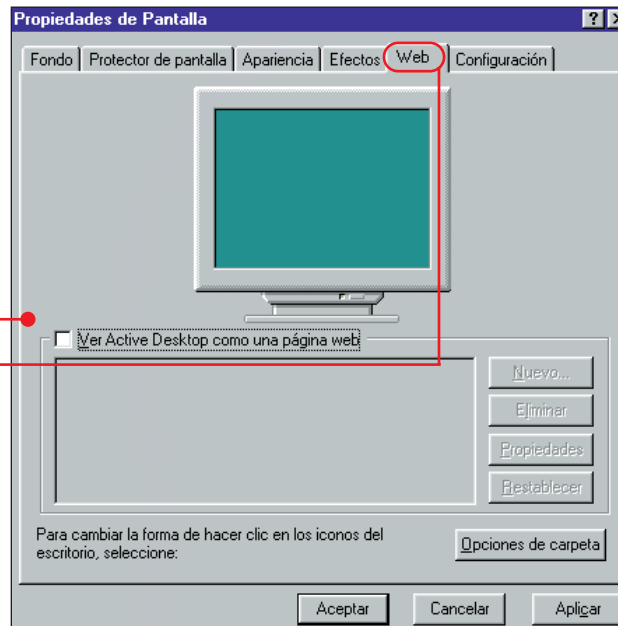 Propiedades de Pantalla
Fondo Protector de pantalla Apariencia Efectos Web Configuración
Ver Active Desktop como una página web
Nuevo...
Eliminar
Propiedades
Restablecer
Para cambiar la forma de hacer clic en los iconos del
escritorio, seleccione:
Opciones de carpeta
Aceptar Cancelar Aplicar